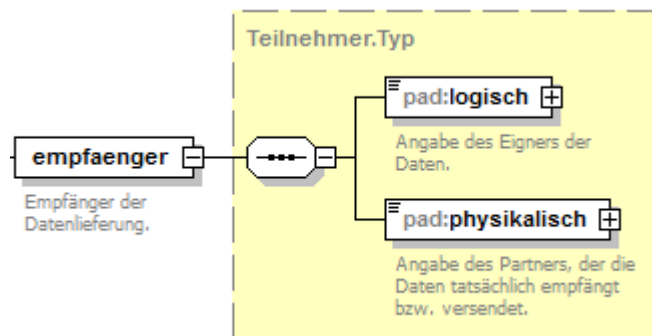 Teilnehmer.Typ
pad:logisch
Angabe des Eigners der
Daten.
empfaenger
Empfänger der
Datenlieferung.
pad:physikalisch
Angabe des Partners, der die
Daten tatsächlich empfängt
bzw. versendet.